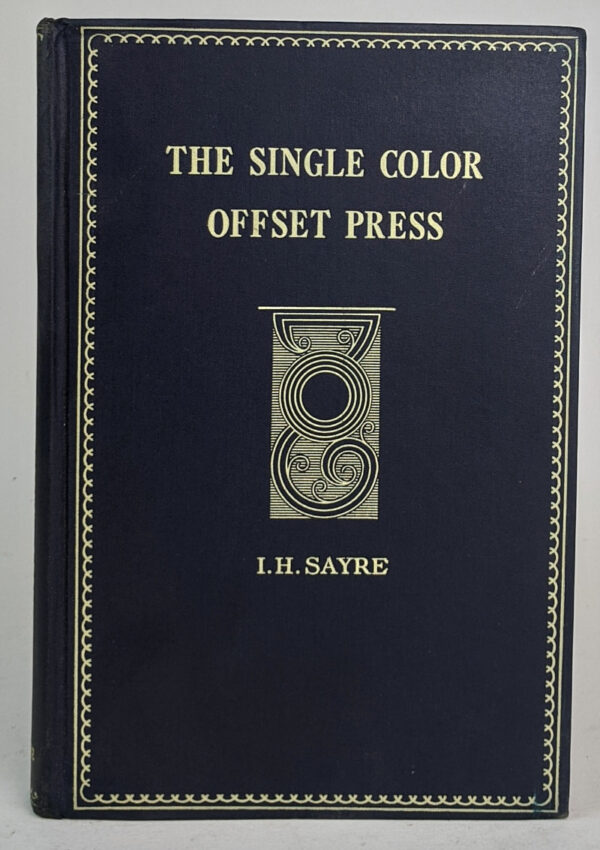 THE SINGLE COLOR
OFFSET PRESS
I.H. SAYRE